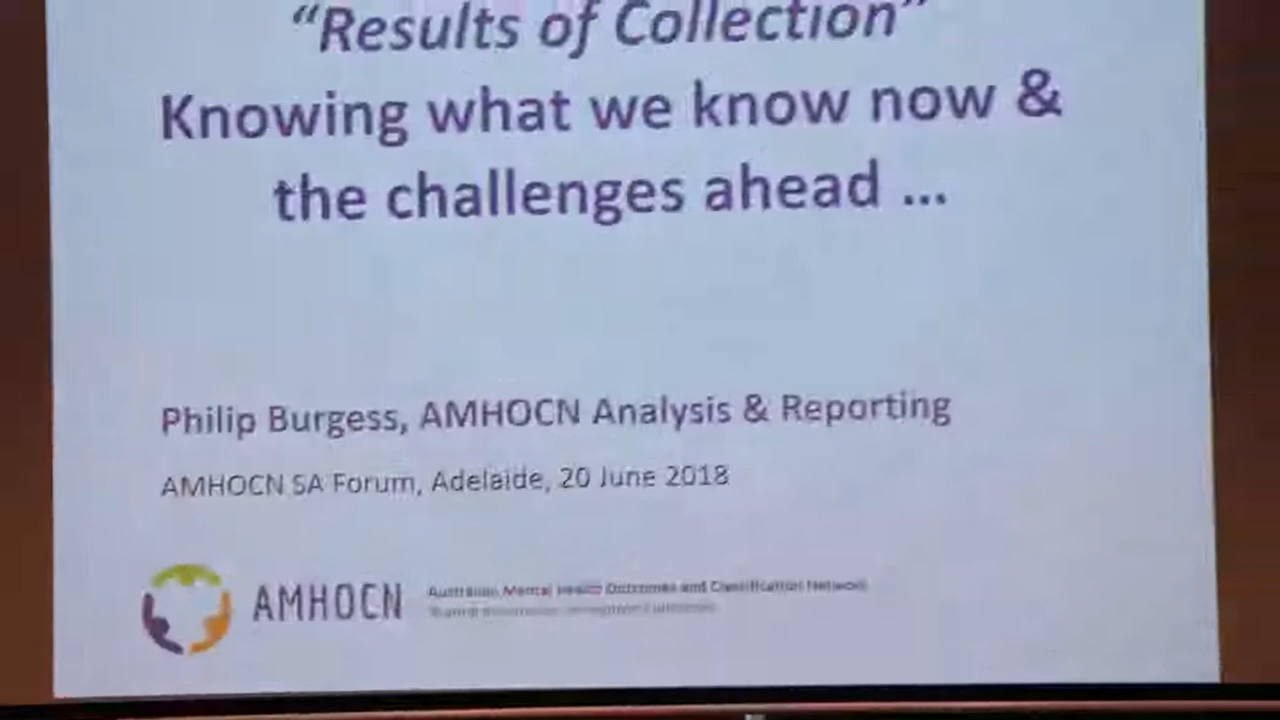 “Results of Collection”
Knowing what we know now &
the challenges ahead ...
Philip Burgess, AMHOCN Analysis & Reporting
AMHOCN SA Forum, Adelaide, 20 June 2018
AMHOCN
Australian Mental Health Outcomes and Classification Network